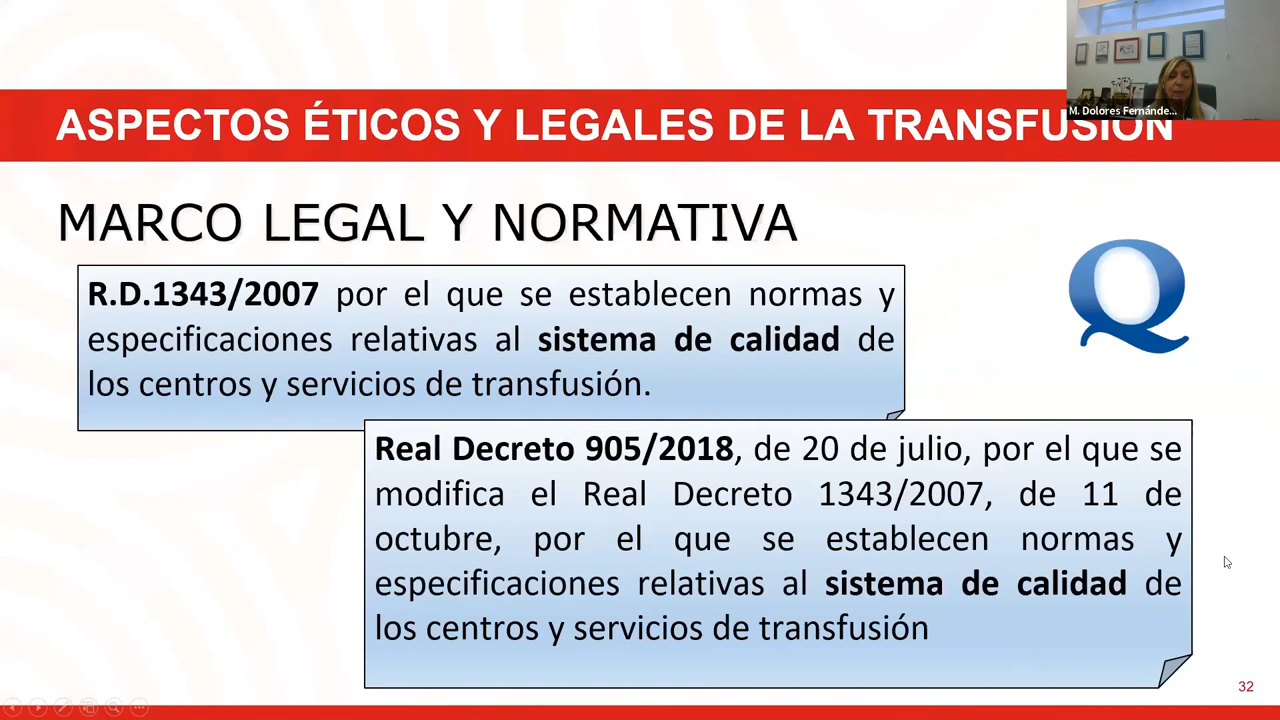 M. Dolores Fernánde...
ASPECTOS ÉTICOS Y LEGALES DE LA TRANSFUSIÓN
MARCO LEGAL Y NORMATIVA
R.D.1343/2007 por el que se establecen normas y
especificaciones relativas al sistema de calidad de
los centros y servicios de transfusión.
Q
Real Decreto 905/2018, de 20 de julio, por el que se
modifica el Real Decreto 1343/2007, de 11 de
octubre, por el que se establecen normas y
especificaciones relativas al sistema de calidad de
los centros y servicios de transfusión
32